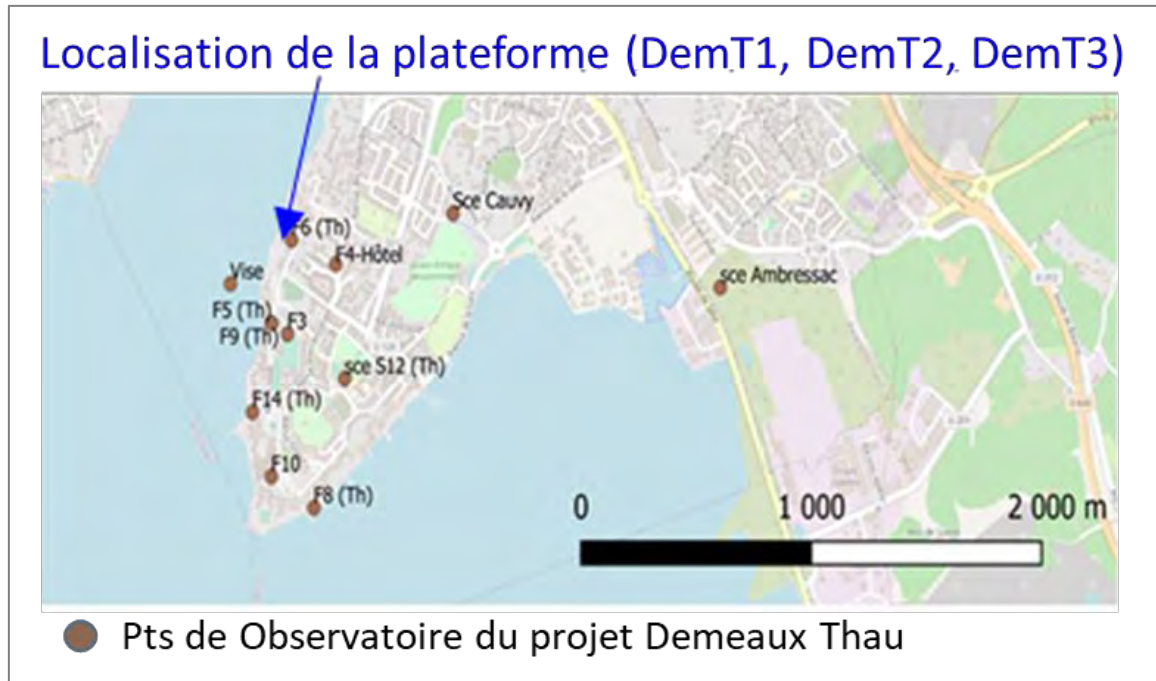 Localisation de la plateforme (DemT1, DemT2, DemT3)
Sce Cauvy
F6 (Th)
F4-Hôtel
Vise
sce Ambressac
F5 (Th)
F3
F9 (Th)
sce S12 (Th)
F14 (Th)
F10
F8 (Th)
0 1 000 2 000 m
Pts de Observatoire du projet Demeaux Thau